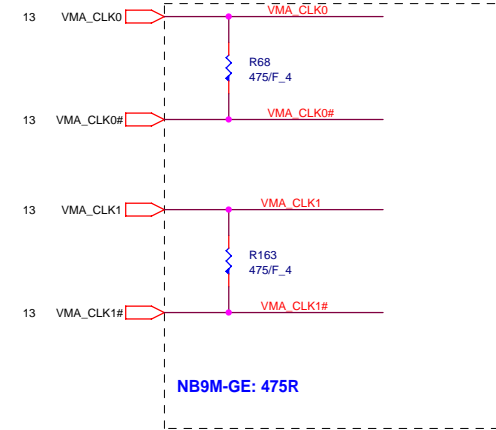 13 VMA_CLK0 VMA_CLK0
R68
475/F_4
13 VMA_CLK0# VMA_CLK0#
13 VMA_CLK1 VMA_CLK1
R163
475/F_4
13 VMA_CLK1# VMA_CLK1#
NB9M-GE: 475R